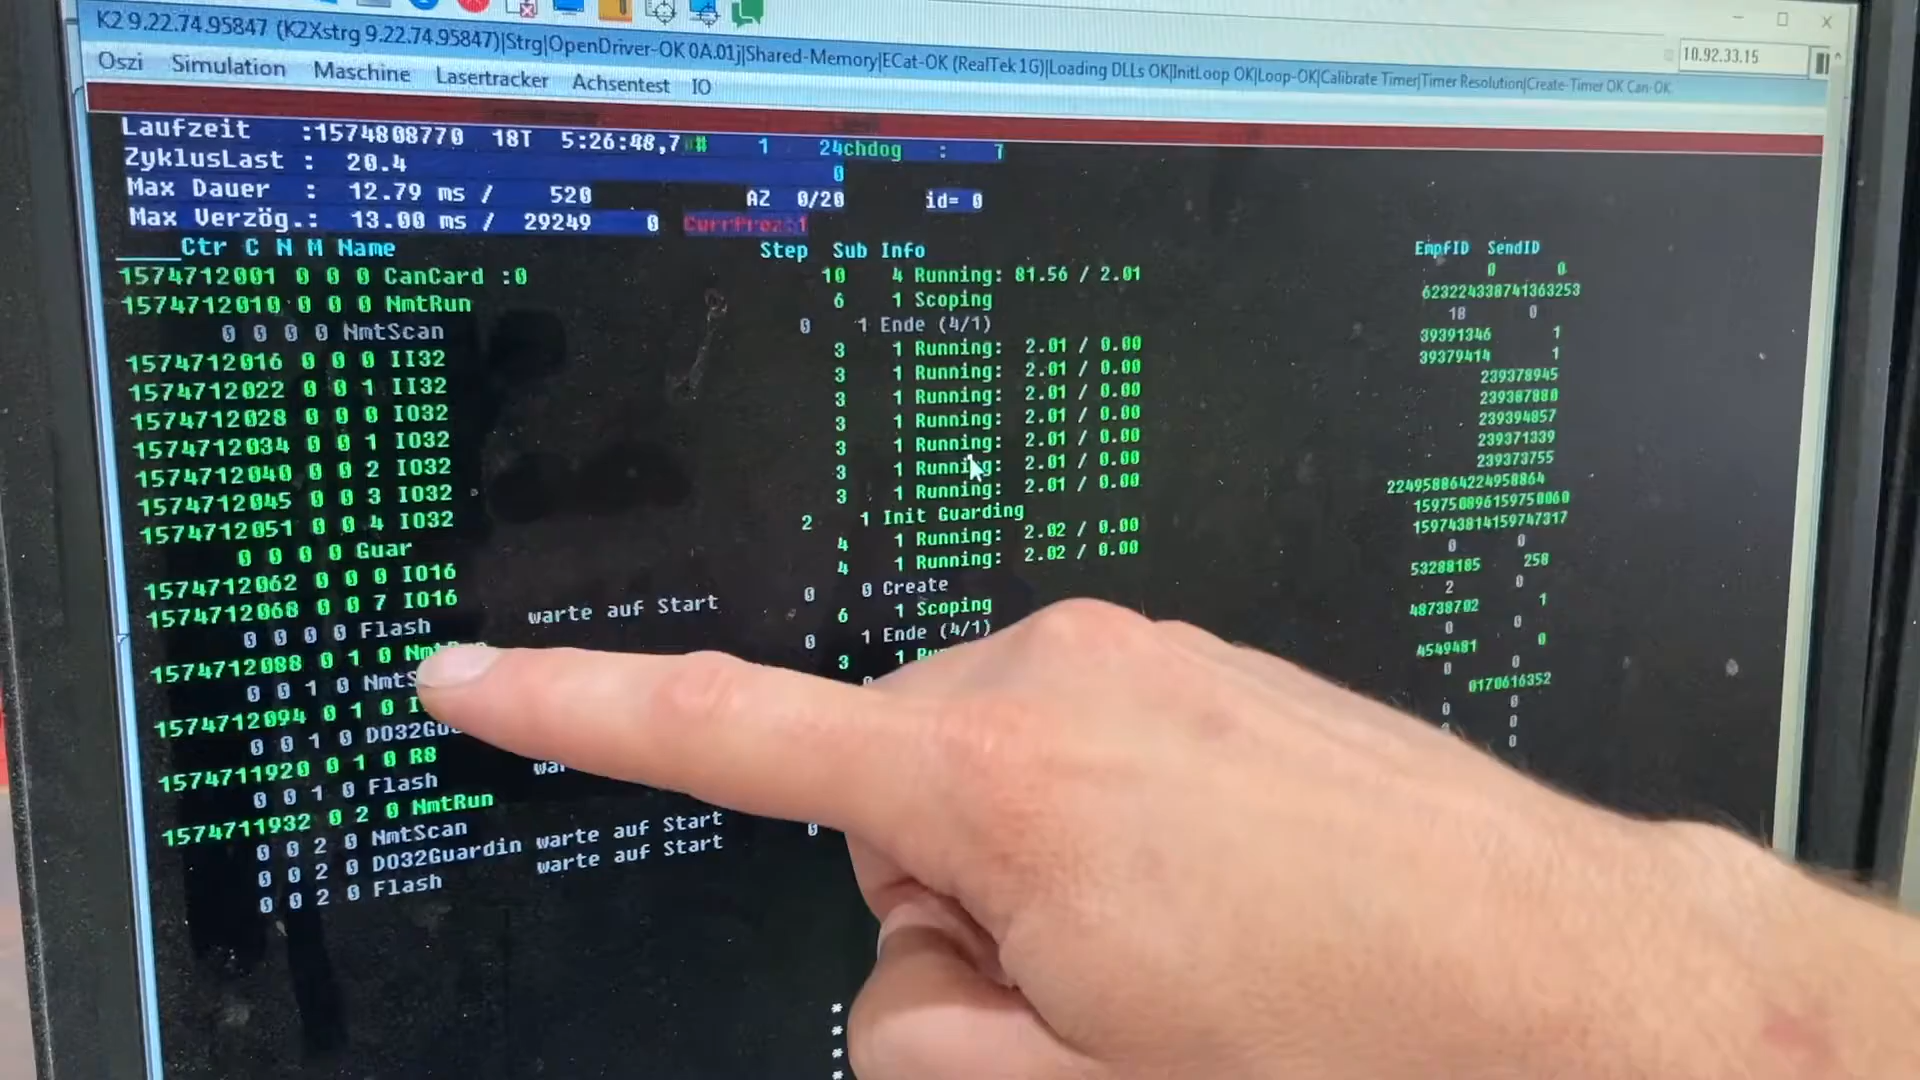 K2 9.22.74.95847 (K2Xstrg 9.22.74.95847)|Strg|OpenDriver-OK 0A.01j|Shared-Memory|ECat-OK (RealTek 1G)|Loading DLLs OK|InitLoop OK|Loop-OK|Calibrate Timer|Timer Resolution|Create-Timer OK Can-OK
10.92.33.15
Oszi Simulation Maschine Lasertracker Achsentest IO
Laufzeit :1574808770 18T 5:26:48,7 # 1 24chdog : 7
ZyklusLast : 20.4 0
Max Dauer : 12.79 ms / 520 AZ 0/20 id= 0
Max Verzög.: 13.00 ms / 29249 0 CurrProz:1
____Ctr C N M Name Step Sub Info EmpfID SendID
1574712001 0 0 0 CanCard :0 10 4 Running: 81.56 / 2.01 0 0
1574712010 0 0 0 NmtRun 6 1 Scoping 623224338741363253
0 0 0 0 NmtScan 0 1 Ende (4/1) 18 0
1574712016 0 0 0 II32 3 1 Running: 2.01 / 0.00 39391346 1
1574712022 0 0 1 II32 3 1 Running: 2.01 / 0.00 39379414 1
1574712028 0 0 0 IO32 3 1 Running: 2.01 / 0.00 239378945
1574712034 0 0 1 IO32 3 1 Running: 2.01 / 0.00 239387880
1574712040 0 0 2 IO32 3 1 Running: 2.01 / 0.00 239394857
1574712045 0 0 3 IO32 3 1 Running: 2.01 / 0.00 239371339
1574712051 0 0 4 IO32 3 1 Running: 2.01 / 0.00 239373755
0 0 0 0 Guar 2 1 Init Guarding 224958864224958864
1574712062 0 0 0 IO16 4 1 Running: 2.02 / 0.00 159750896159750060
1574712068 0 0 7 IO16 4 1 Running: 2.02 / 0.00 159743814159747317
0 0 0 0 Flash warte auf Start 0 0 Create 0 0
1574712088 0 1 0 6 1 Scoping 53288185 258
0 0 1 0 0 1 Ende (4/1) 2 0
1574712094 0 1 0 3 1 48738702 1
0 0 1 0 0 0
1574711920 0 1 0 R8 4549481 0
0 0 1 0 Flash 0 0
1574711932 0 2 0 NmtRun 0170616352
0 0 2 0 NmtScan 0 0
0 0 2 0 DO32Guardin warte auf Start 0
0 0 2 0 Flash warte auf Start 0
*
*
*
*